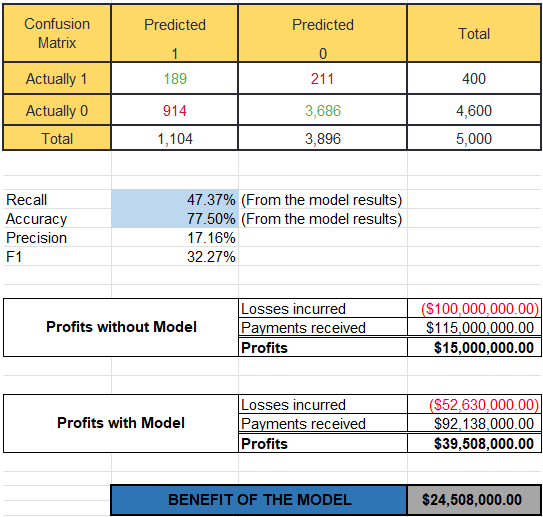 Confusion Matrix Predicted 1 Predicted 0 Total
Actually 1 189 211 400
Actually 0 914 3,686 4,600
Total 1,104 3,896 5,000
Recall 47.37% (From the model results)
Accuracy 77.50% (From the model results)
Precision 17.16%
F1 32.27%
Profits without Model
Losses incurred ($100,000,000.00)
Payments received $115,000,000.00
Profits $15,000,000.00
Profits with Model
Losses incurred ($52,630,000.00)
Payments received $92,138,000.00
Profits $39,508,000.00
BENEFIT OF THE MODEL $24,508,000.00